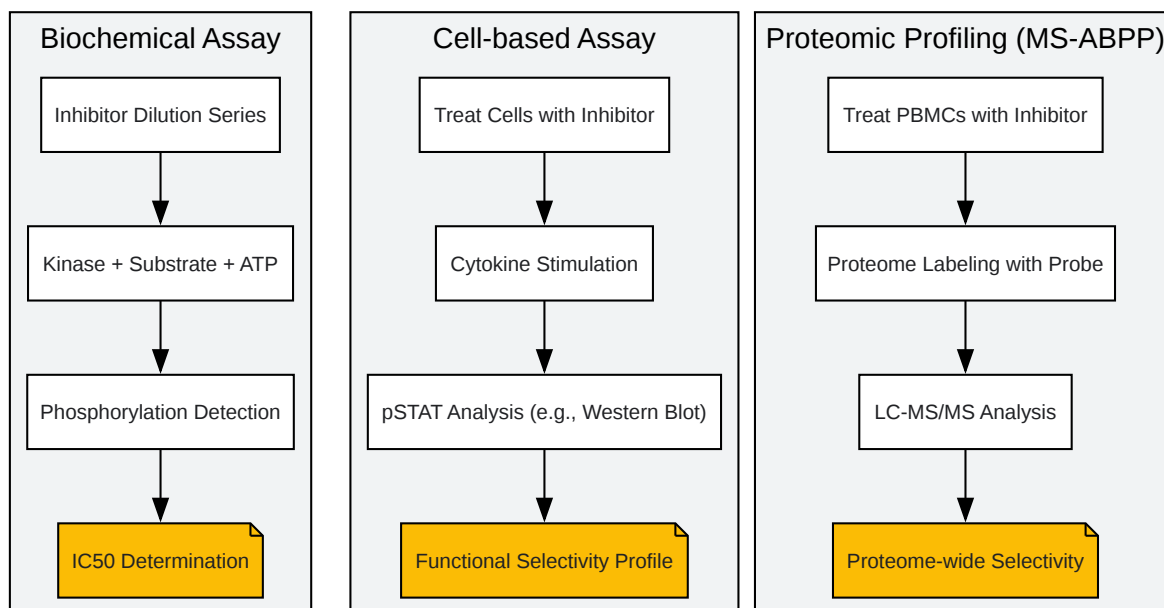 Biochemical Assay
Inhibitor Dilution Series
Kinase + Substrate + ATP
Phosphorylation Detection
IC50 Determination
Cell-based Assay
Treat Cells with Inhibitor
Cytokine Stimulation
pSTAT Analysis (e.g., Western Blot)
Functional Selectivity Profile
Proteomic Profiling (MS-ABPP)
Treat PBMCs with Inhibitor
Proteome Labeling with Probe
LC-MS/MS Analysis
Proteome-wide Selectivity